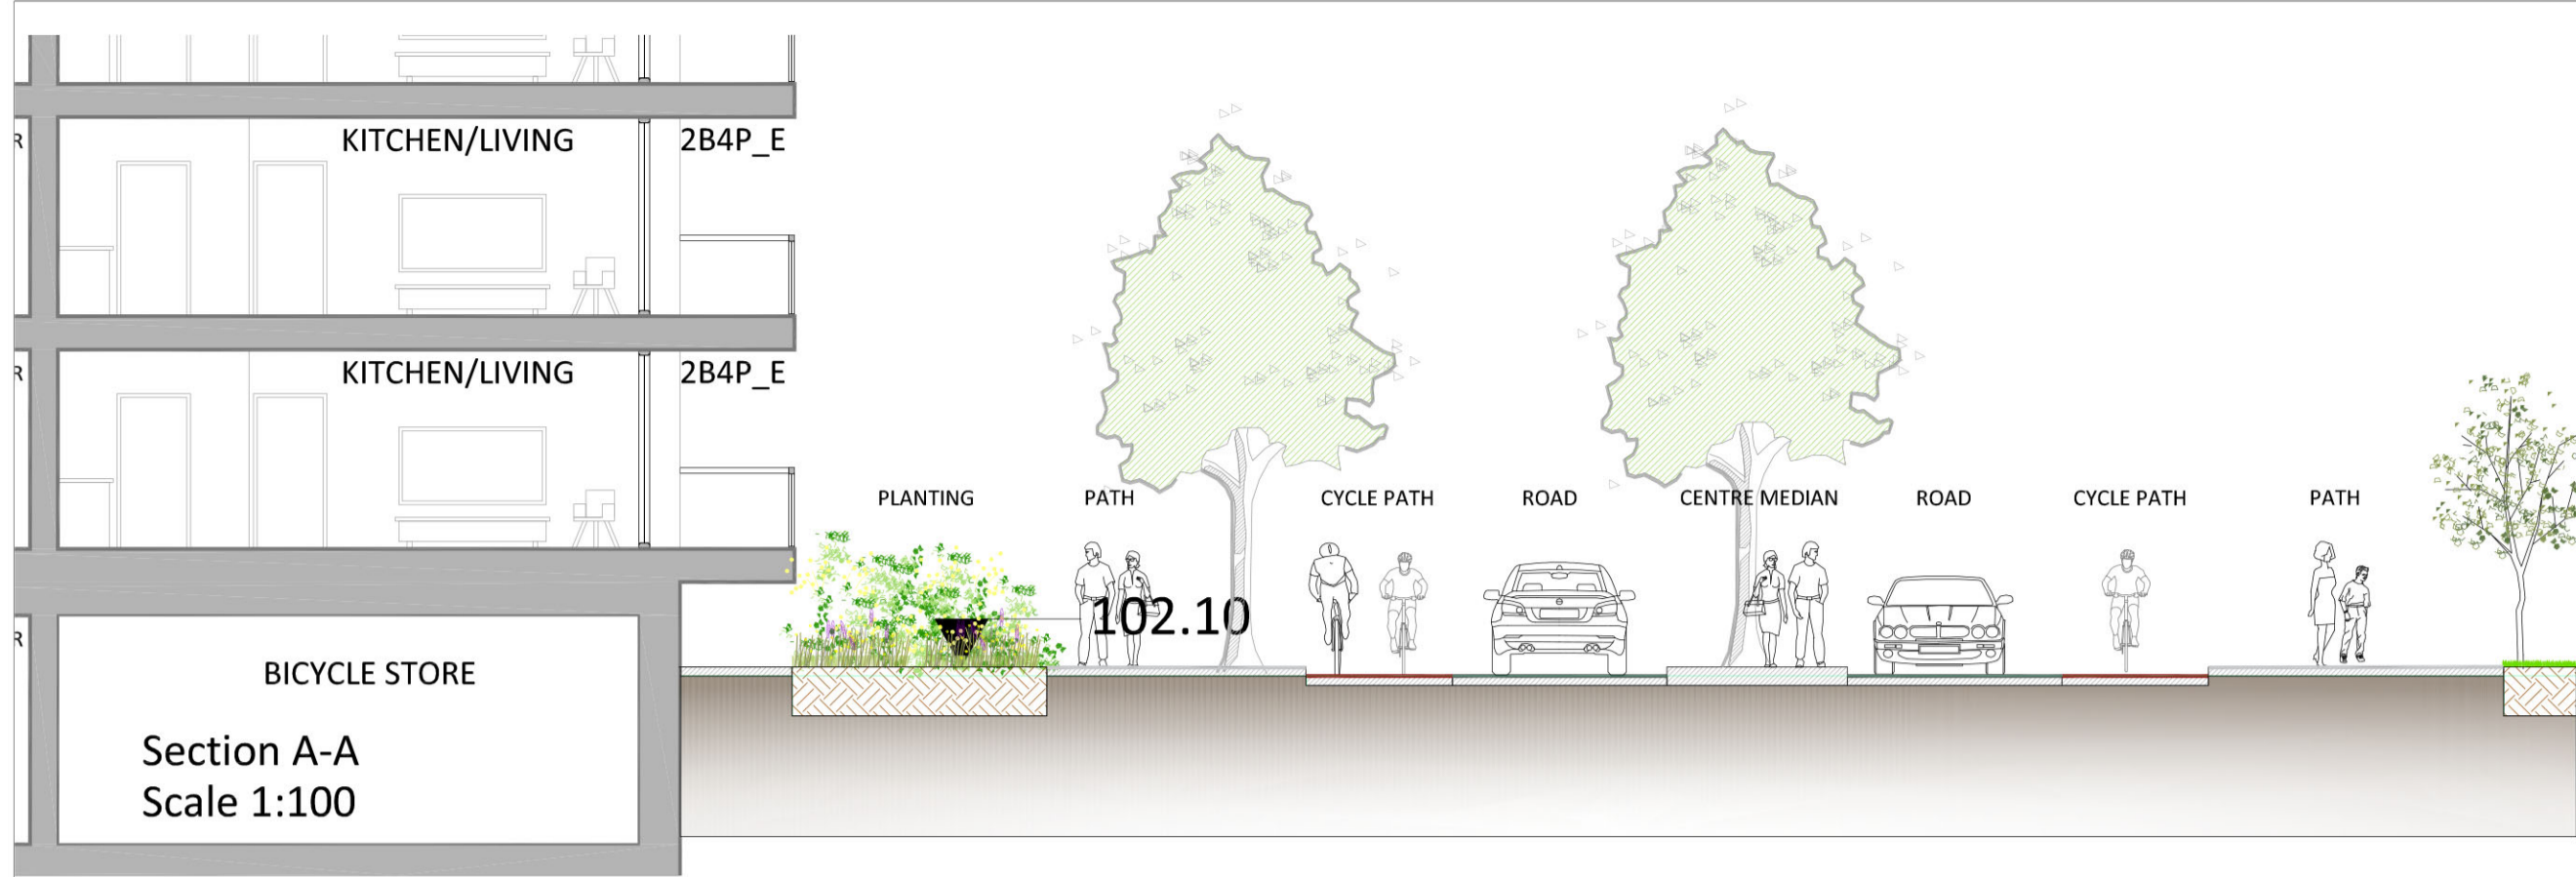 R
KITCHEN/LIVING
2B4P_E
R
KITCHEN/LIVING
2B4P_E
PLANTING
PATH
CYCLE PATH
ROAD
CENTRE MEDIAN
ROAD
CYCLE PATH
PATH
102.10
R
BICYCLE STORE
Section A-A
Scale 1:100